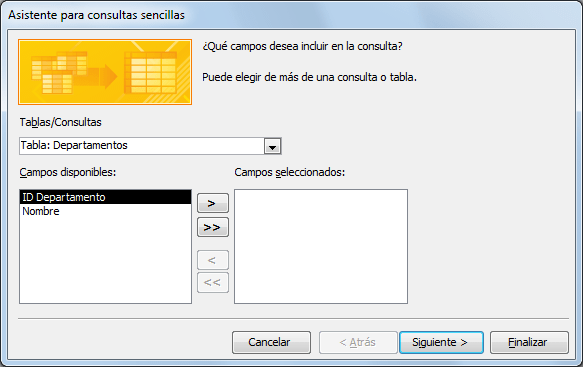 Asistente para consultas sencillas
¿Qué campos desea incluir en la consulta?
Puede elegir de más de una consulta o tabla.
Tablas/Consultas
Tabla: Departamentos
Campos disponibles:
Campos seleccionados:
ID Departamento
Nombre
>
>>
<
<<
Cancelar
< Atrás
Siguiente >
Finalizar